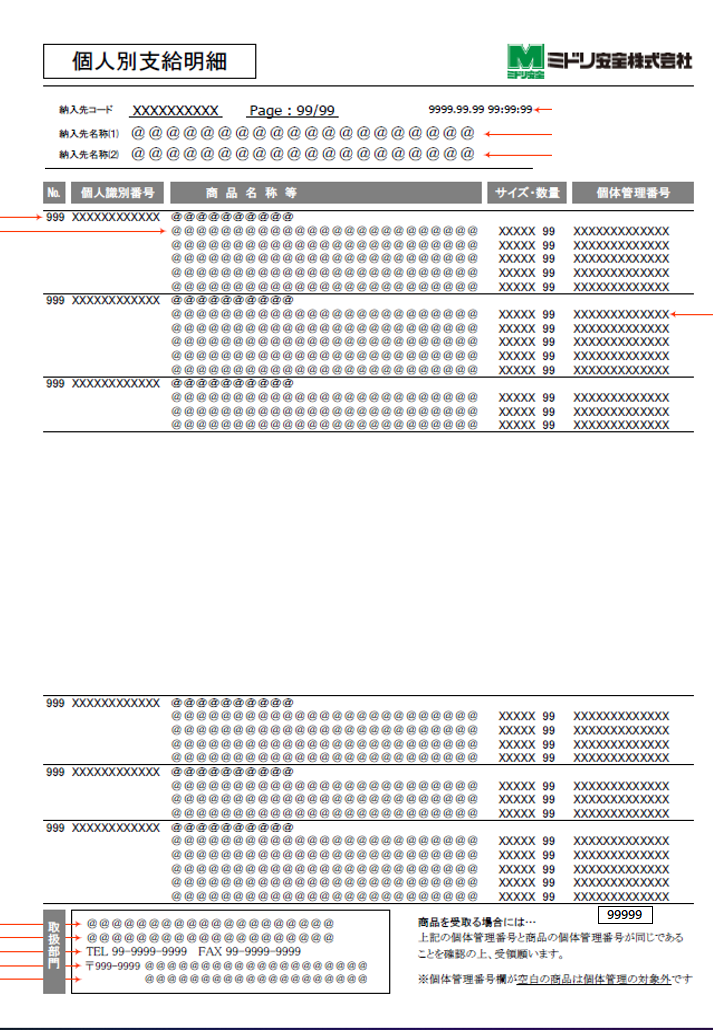 個人別支給明細
ミドリ安全
ミドリ安全株式会社
納入先コード XXXXXXXXXX Page : 99/99 9999.99.99 99:99:99
納入先名称(1) @@@@@@@@@@@@@@@@@@@@
納入先名称(2) @@@@@@@@@@@@@@@@@@@@
No. 個人識別番号 商品名称等 サイズ・数量 個体管理番号
999 XXXXXXXXXXXX @@@@@@@@@@
@@@@@@@@@@@@@@@@@@@@@@@@@ XXXXX 99 XXXXXXXXXXXXX
@@@@@@@@@@@@@@@@@@@@@@@@@ XXXXX 99 XXXXXXXXXXXXX
@@@@@@@@@@@@@@@@@@@@@@@@@ XXXXX 99 XXXXXXXXXXXXX
@@@@@@@@@@@@@@@@@@@@@@@@@ XXXXX 99 XXXXXXXXXXXXX
@@@@@@@@@@@@@@@@@@@@@@@@@ XXXXX 99 XXXXXXXXXXXXX
999 XXXXXXXXXXXX @@@@@@@@@@
@@@@@@@@@@@@@@@@@@@@@@@@@ XXXXX 99 XXXXXXXXXXXXX
@@@@@@@@@@@@@@@@@@@@@@@@@ XXXXX 99 XXXXXXXXXXXXX
@@@@@@@@@@@@@@@@@@@@@@@@@ XXXXX 99 XXXXXXXXXXXXX
@@@@@@@@@@@@@@@@@@@@@@@@@ XXXXX 99 XXXXXXXXXXXXX
@@@@@@@@@@@@@@@@@@@@@@@@@ XXXXX 99 XXXXXXXXXXXXX
999 XXXXXXXXXXXX @@@@@@@@@@
@@@@@@@@@@@@@@@@@@@@@@@@@ XXXXX 99 XXXXXXXXXXXXX
@@@@@@@@@@@@@@@@@@@@@@@@@ XXXXX 99 XXXXXXXXXXXXX
@@@@@@@@@@@@@@@@@@@@@@@@@ XXXXX 99 XXXXXXXXXXXXX
999 XXXXXXXXXXXX @@@@@@@@@@
@@@@@@@@@@@@@@@@@@@@@@@@@ XXXXX 99 XXXXXXXXXXXXX
@@@@@@@@@@@@@@@@@@@@@@@@@ XXXXX 99 XXXXXXXXXXXXX
@@@@@@@@@@@@@@@@@@@@@@@@@ XXXXX 99 XXXXXXXXXXXXX
@@@@@@@@@@@@@@@@@@@@@@@@@ XXXXX 99 XXXXXXXXXXXXX
999 XXXXXXXXXXXX @@@@@@@@@@
@@@@@@@@@@@@@@@@@@@@@@@@@ XXXXX 99 XXXXXXXXXXXXX
@@@@@@@@@@@@@@@@@@@@@@@@@ XXXXX 99 XXXXXXXXXXXXX
@@@@@@@@@@@@@@@@@@@@@@@@@ XXXXX 99 XXXXXXXXXXXXX
999 XXXXXXXXXXXX @@@@@@@@@@
@@@@@@@@@@@@@@@@@@@@@@@@@ XXXXX 99 XXXXXXXXXXXXX
@@@@@@@@@@@@@@@@@@@@@@@@@ XXXXX 99 XXXXXXXXXXXXX
@@@@@@@@@@@@@@@@@@@@@@@@@ XXXXX 99 XXXXXXXXXXXXX
@@@@@@@@@@@@@@@@@@@@@@@@@ XXXXX 99 XXXXXXXXXXXXX
@@@@@@@@@@@@@@@@@@@@@@@@@ XXXXX 99 XXXXXXXXXXXXX
取扱部門
@@@@@@@@@@@@@@@@@@@@
@@@@@@@@@@@@@@@@@@@@
TEL 99-9999-9999 FAX 99-9999-9999
〒999-9999 @@@@@@@@@@@@@@@@@@
@@@@@@@@@@@@@@@@@@
99999
商品を受取る場合には…
上記の個体管理番号と商品の個体管理番号が同じである
ことを確認の上、受領願います。
※個体管理番号欄が空白の商品は個体管理の対象外です